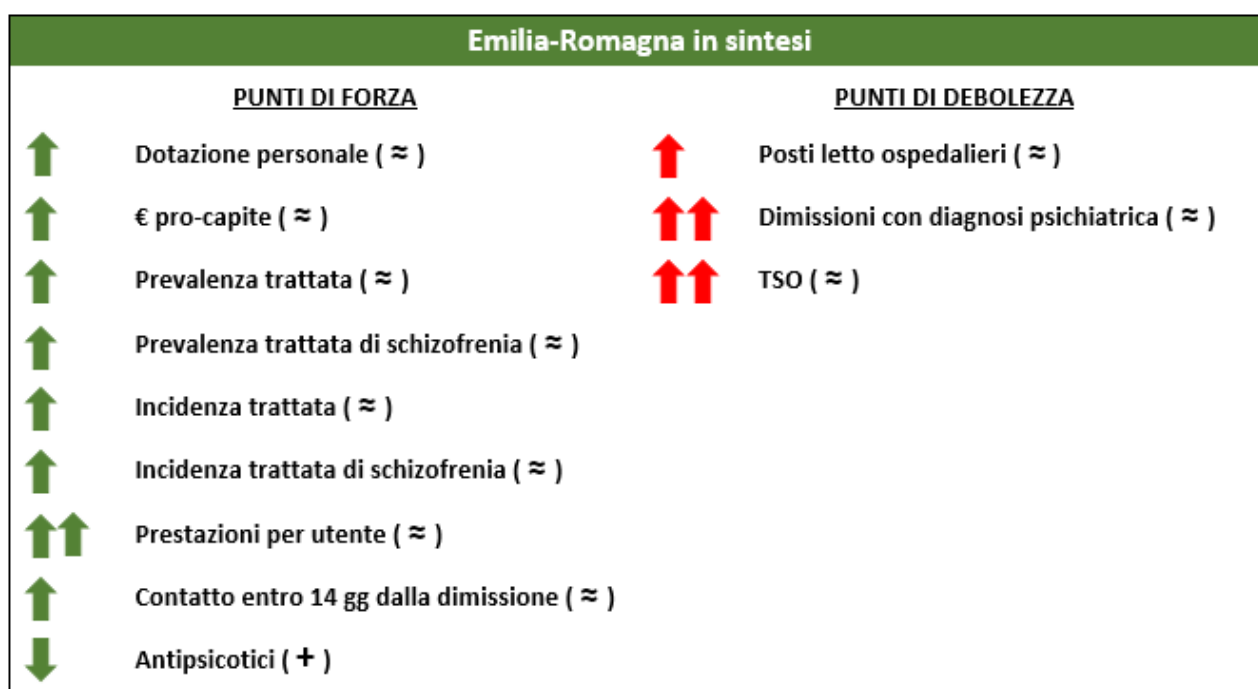 Emilia-Romagna in sintesi
PUNTI DI FORZA
Dotazione personale ( ≈ )
€ pro-capite ( ≈ )
Prevalenza trattata ( ≈ )
Prevalenza trattata di schizofrenia ( ≈ )
Incidenza trattata ( ≈ )
Incidenza trattata di schizofrenia ( ≈ )
Prestazioni per utente ( ≈ )
Contatto entro 14 gg dalla dimissione ( ≈ )
Antipsicotici ( + )
PUNTI DI DEBOLEZZA
Posti letto ospedalieri ( ≈ )
Dimissioni con diagnosi psichiatrica ( ≈ )
TSO ( ≈ )